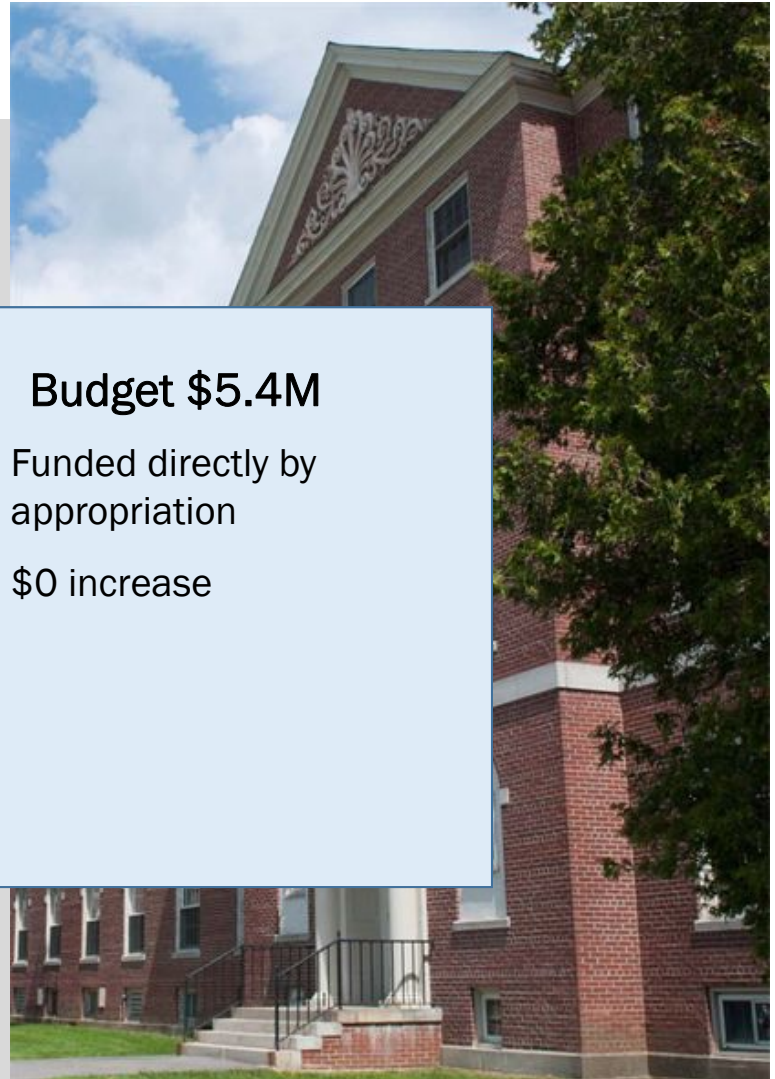 Budget $5.4M
Funded directly by
appropriation
$0 increase